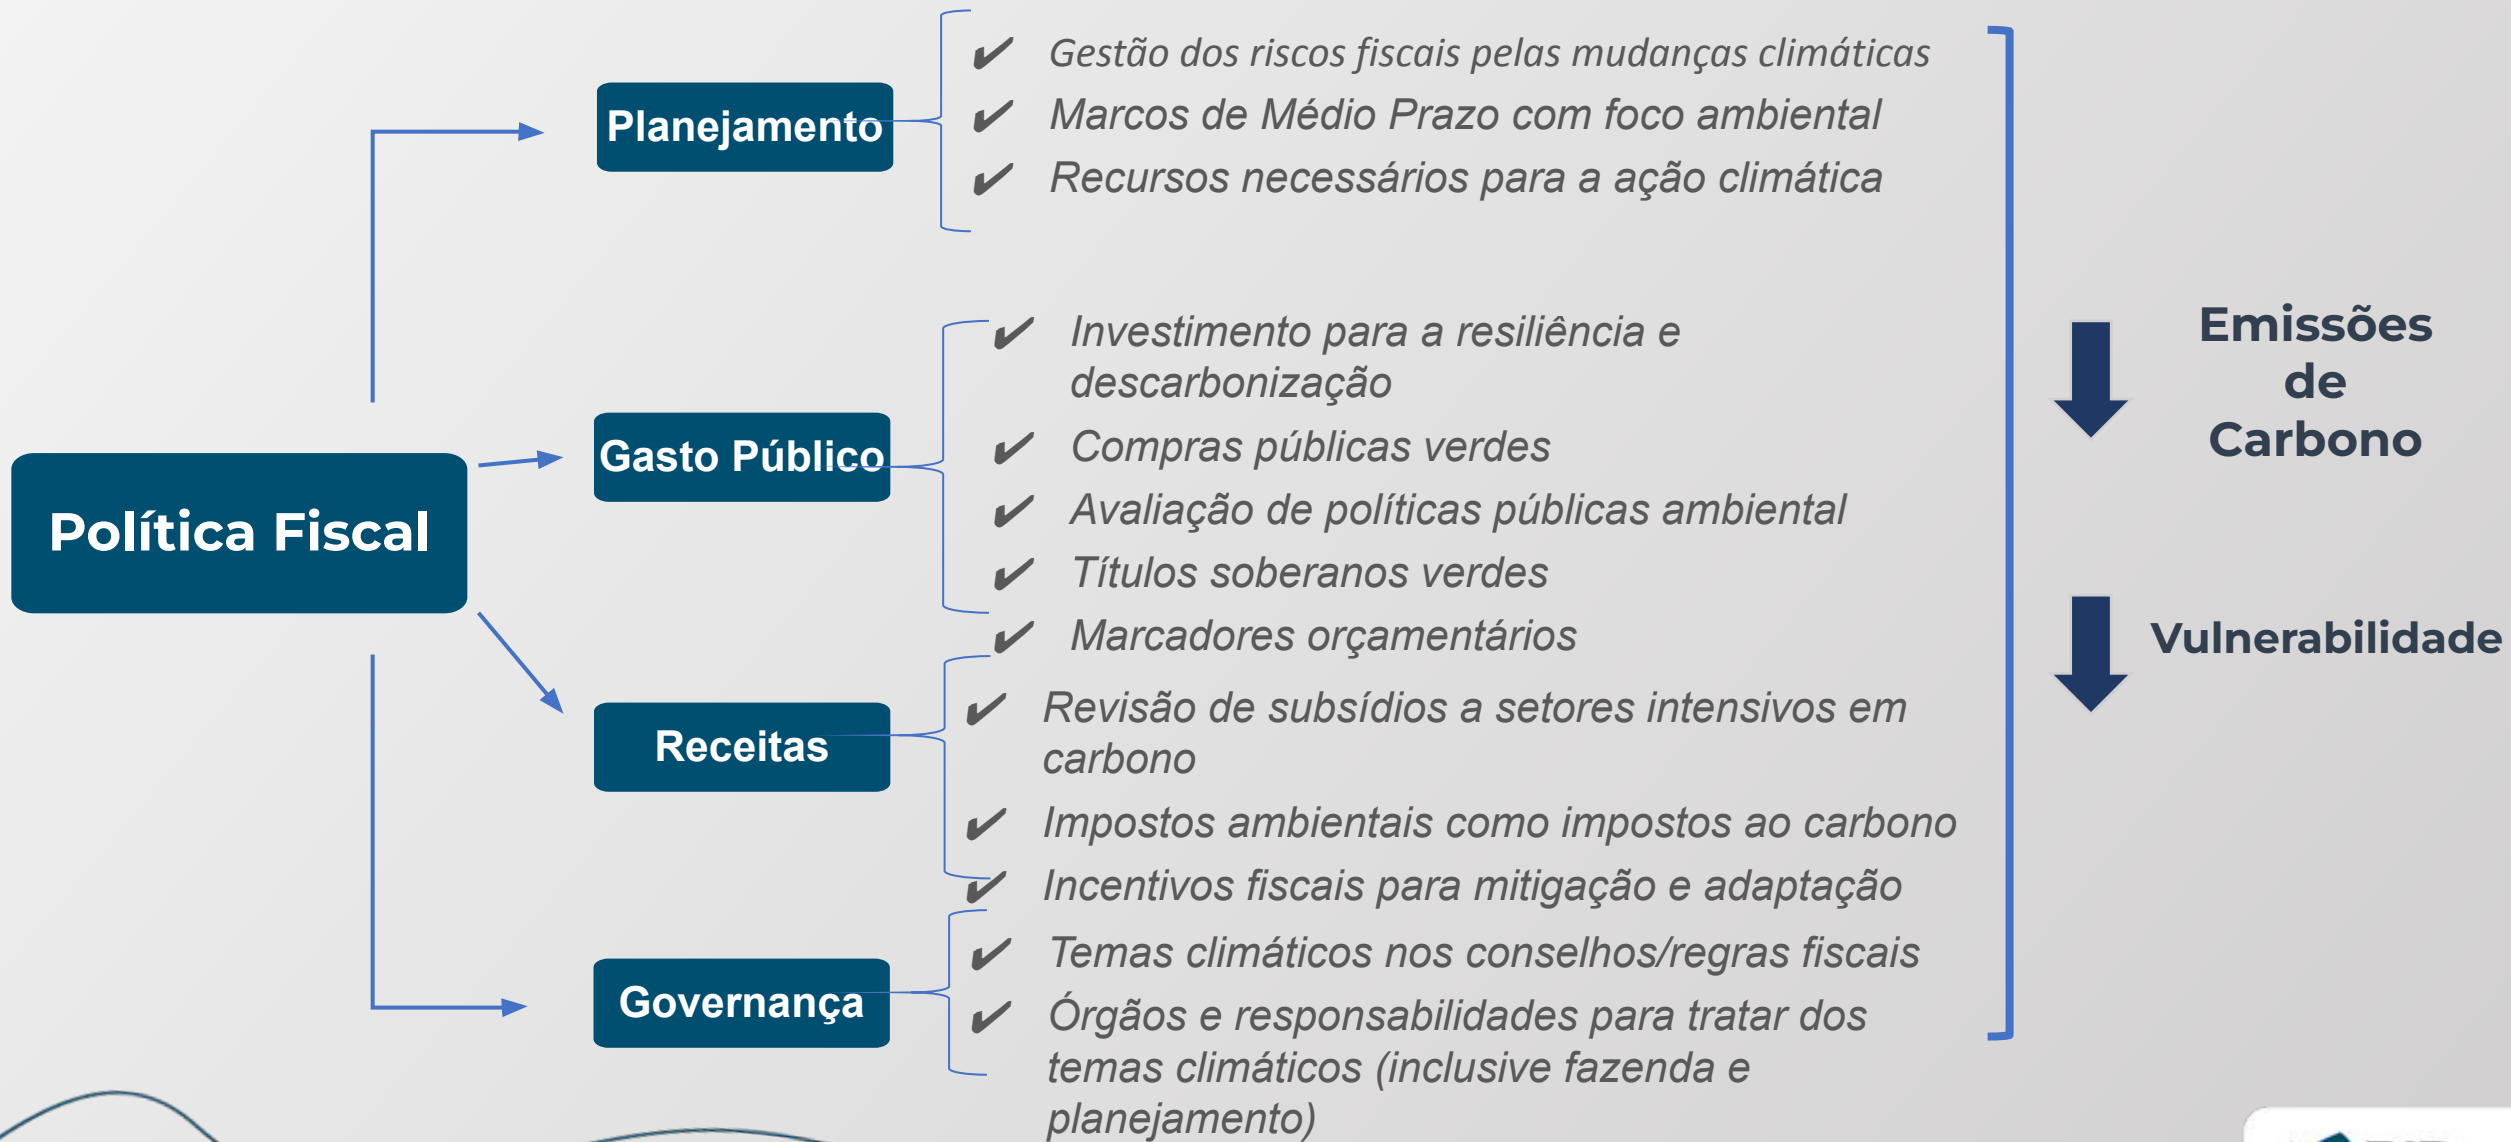 Política Fiscal
Planejamento
Gestão dos riscos fiscais pelas mudanças climáticas
Marcos de Médio Prazo com foco ambiental
Recursos necessários para a ação climática
Gasto Público
Investimento para a resiliência e
descarbonização
Compras públicas verdes
Avaliação de políticas públicas ambiental
Títulos soberanos verdes
Marcadores orçamentários
Receitas
Revisão de subsídios a setores intensivos em
carbono
Impostos ambientais como impostos ao carbono
Incentivos fiscais para mitigação e adaptação
Governança
Temas climáticos nos conselhos/regras fiscais
Órgãos e responsabilidades para tratar dos
temas climáticos (inclusive fazenda e
planejamento)
Emissões
de
Carbono
Vulnerabilidade